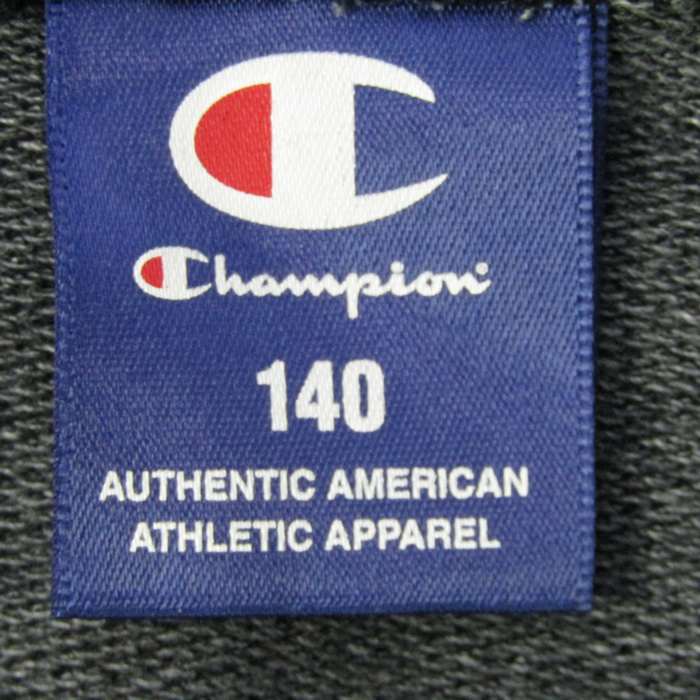 Champion
140
AUTHENTIC AMERICAN
ATHLETIC APPAREL